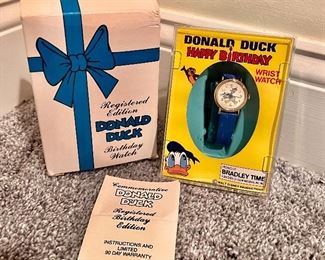 Registered
Edition
DONALD
DUCK
Birthday
Watch
DONALD DUCK
HAPPY BIRTHDAY
WRIST
WATCH
BRADLEY TIME
Commemorative
DONALD
DUCK
Registered
Birthday
Edition
INSTRUCTIONS AND
LIMITED
90 DAY WARRANTY